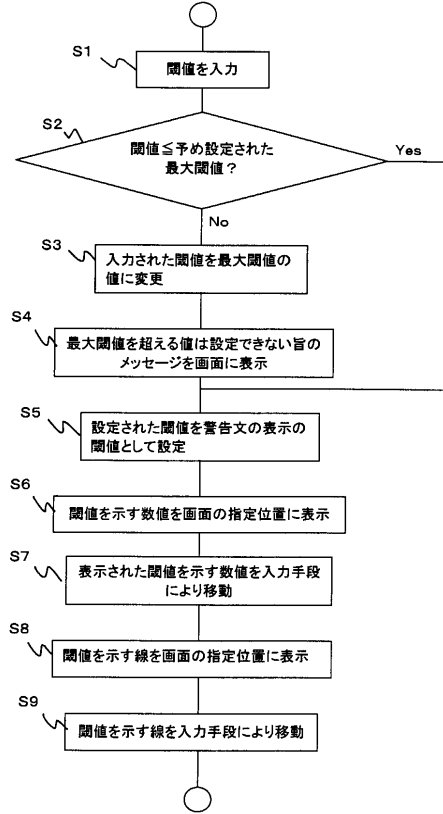 S1
閾値を入力
S2
閾値≦予め設定された
最大閾値？
Yes
No
S3
入力された閾値を最大閾値の
値に変更
S4
最大閾値を超える値は設定できない旨の
メッセージを画面に表示
S5
設定された閾値を警告文の表示の
閾値として設定
S6
閾値を示す数値を画面の指定位置に表示
S7
表示された閾値を示す数値を入力手段
により移動
S8
閾値を示す線を画面の指定位置に表示
S9
閾値を示す線を入力手段により移動